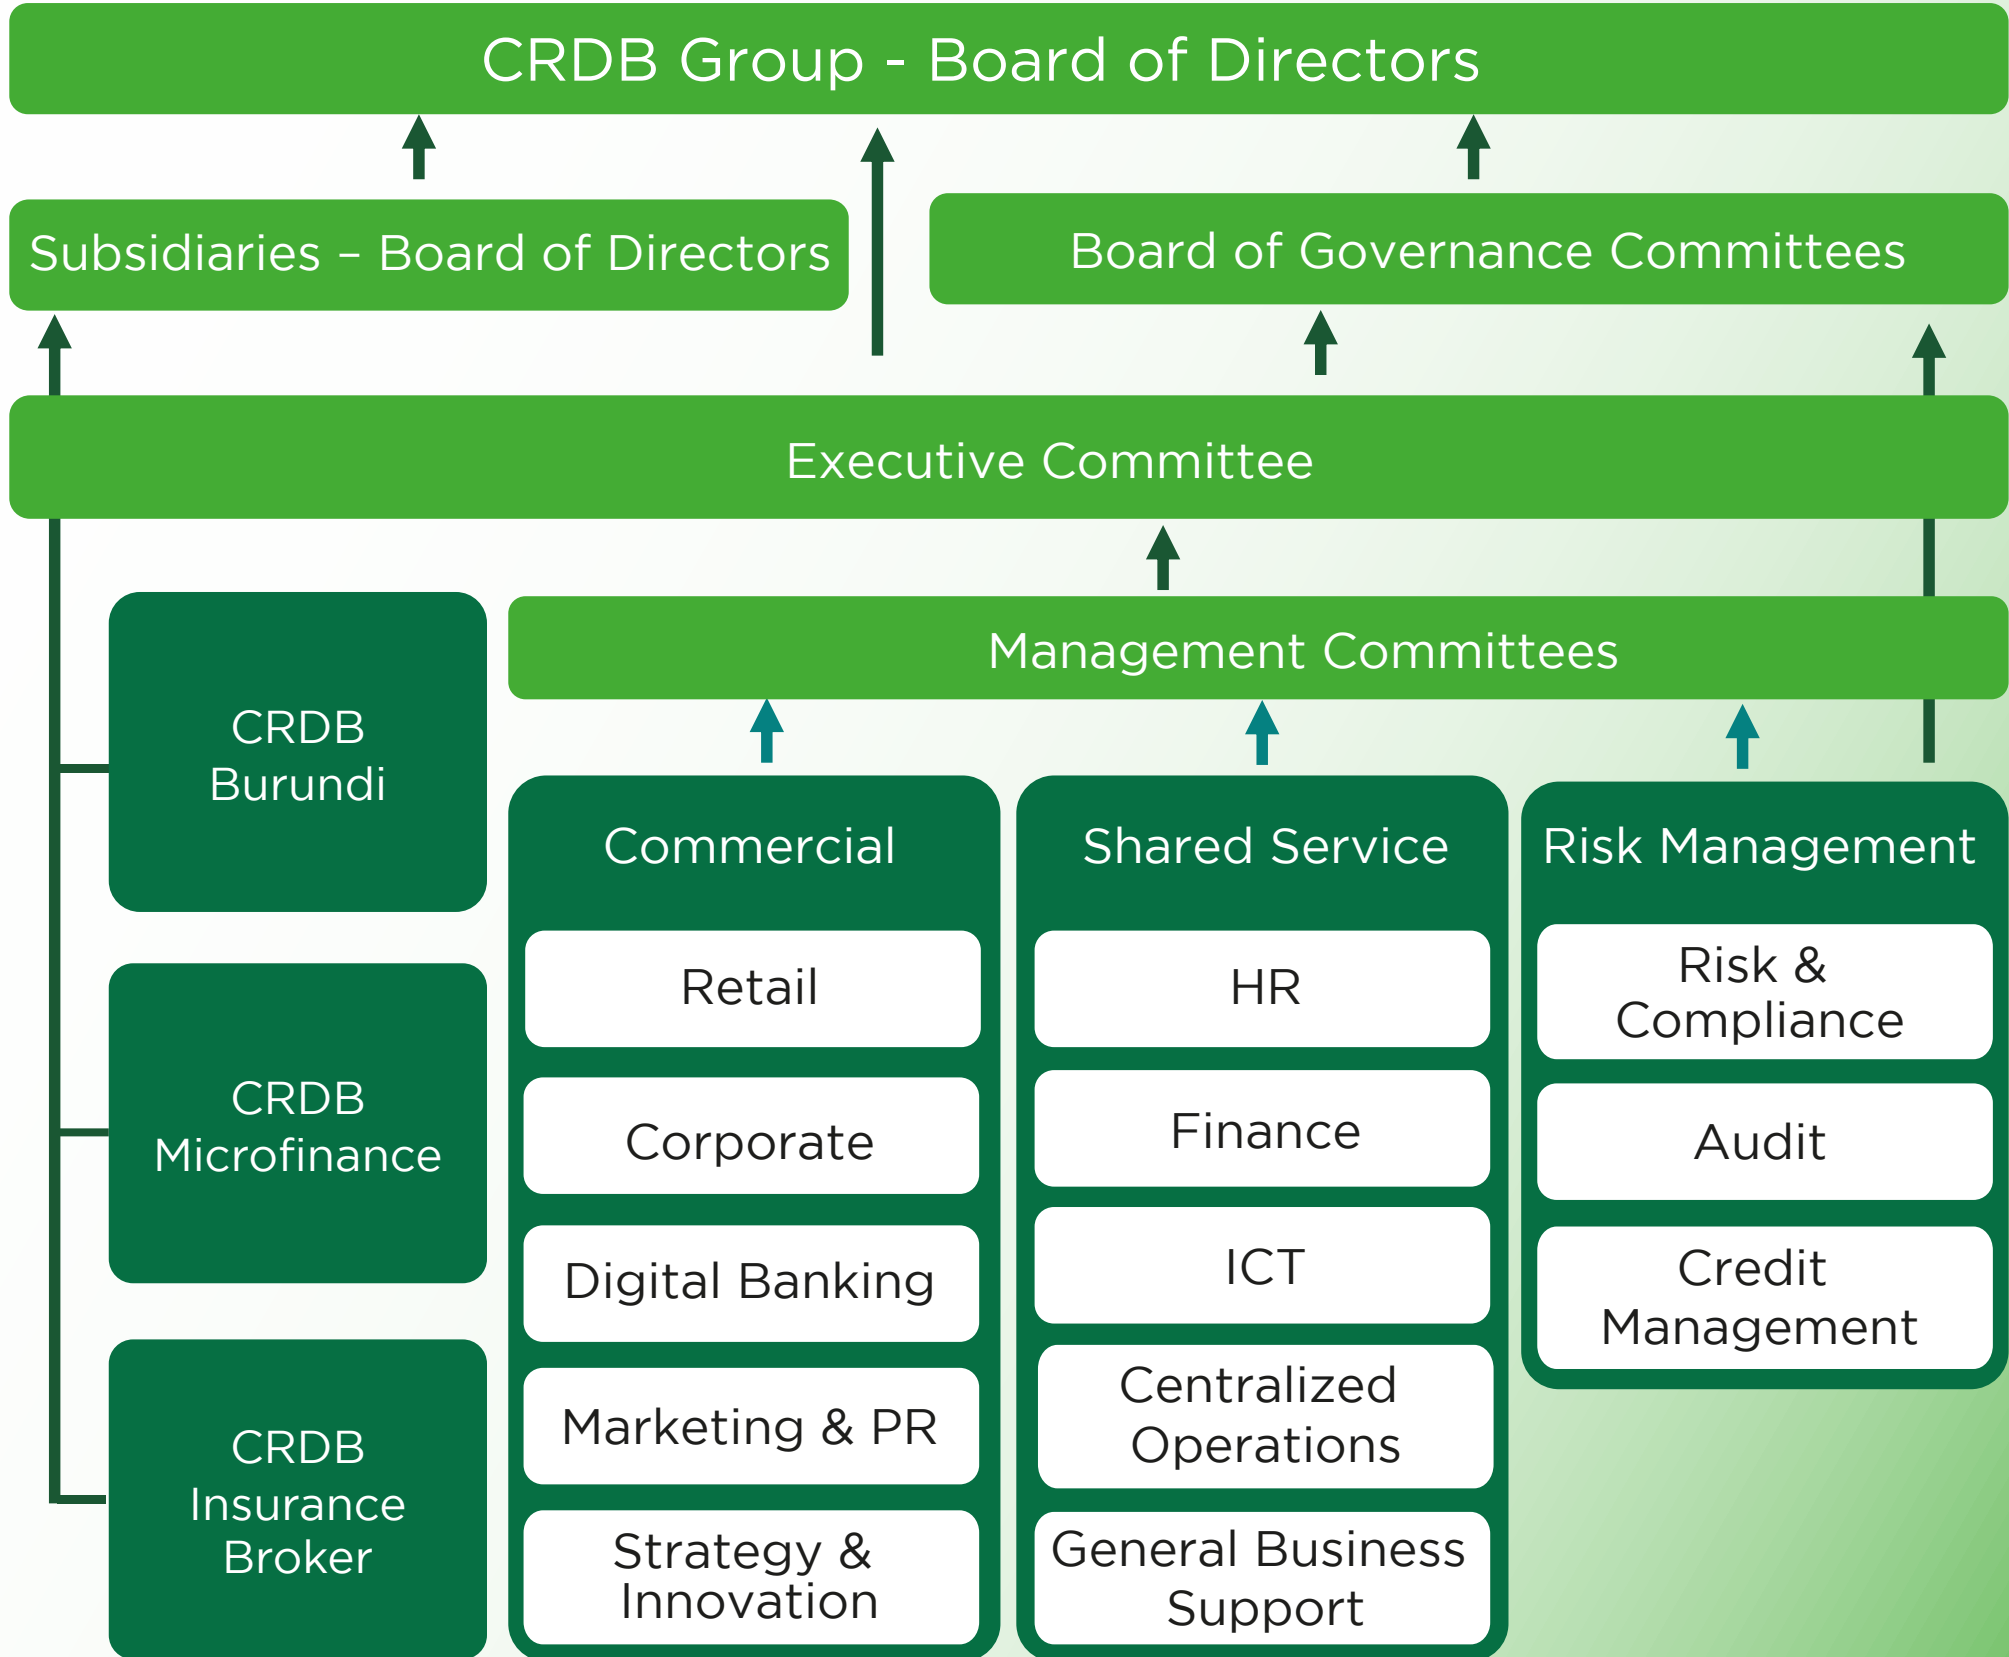 CRDB Group - Board of Directors
Subsidiaries – Board of Directors
Board of Governance Committees
Executive Committee
Management Committees
CRDB
Burundi
CRDB
Microfinance
CRDB
Insurance
Broker
Commercial
Retail
Corporate
Digital Banking
Marketing & PR
Strategy &
Innovation
Shared Service
HR
Finance
ICT
Centralized
Operations
General Business
Support
Risk Management
Risk &
Compliance
Audit
Credit
Management